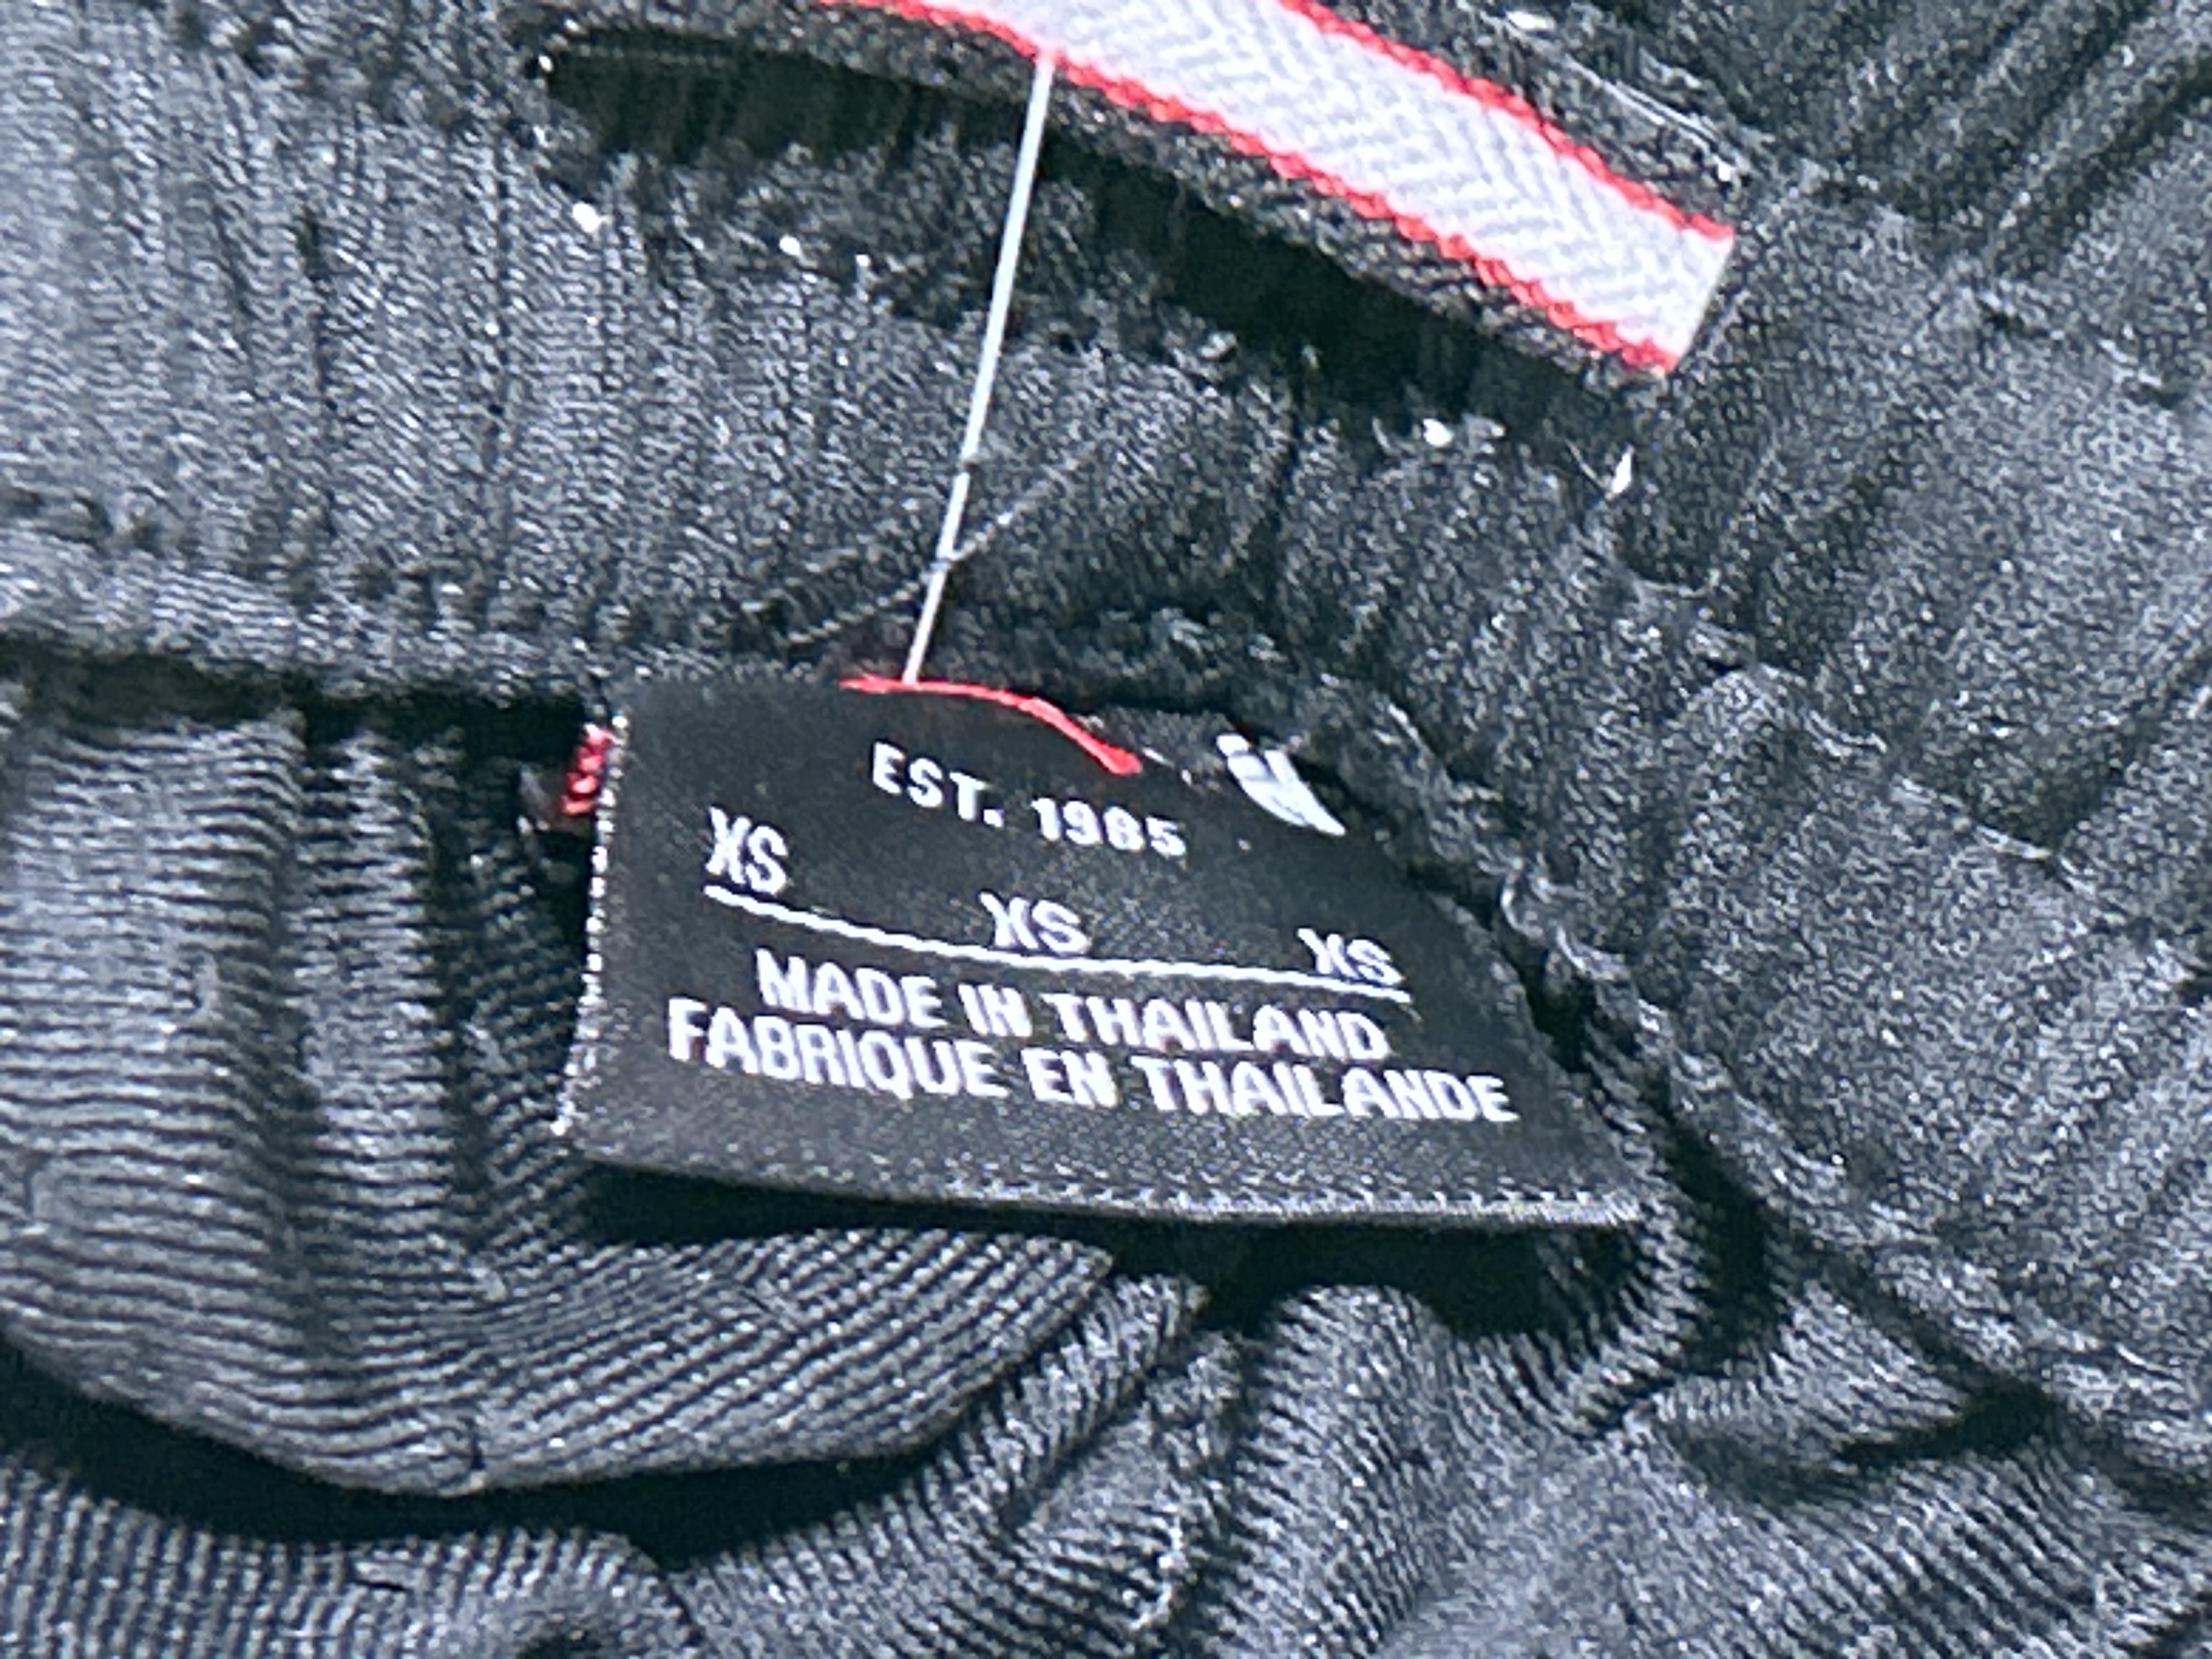 EST. 1985
XS
XS
XS
MADE IN THAILAND
FABRIQUE EN THAILANDE